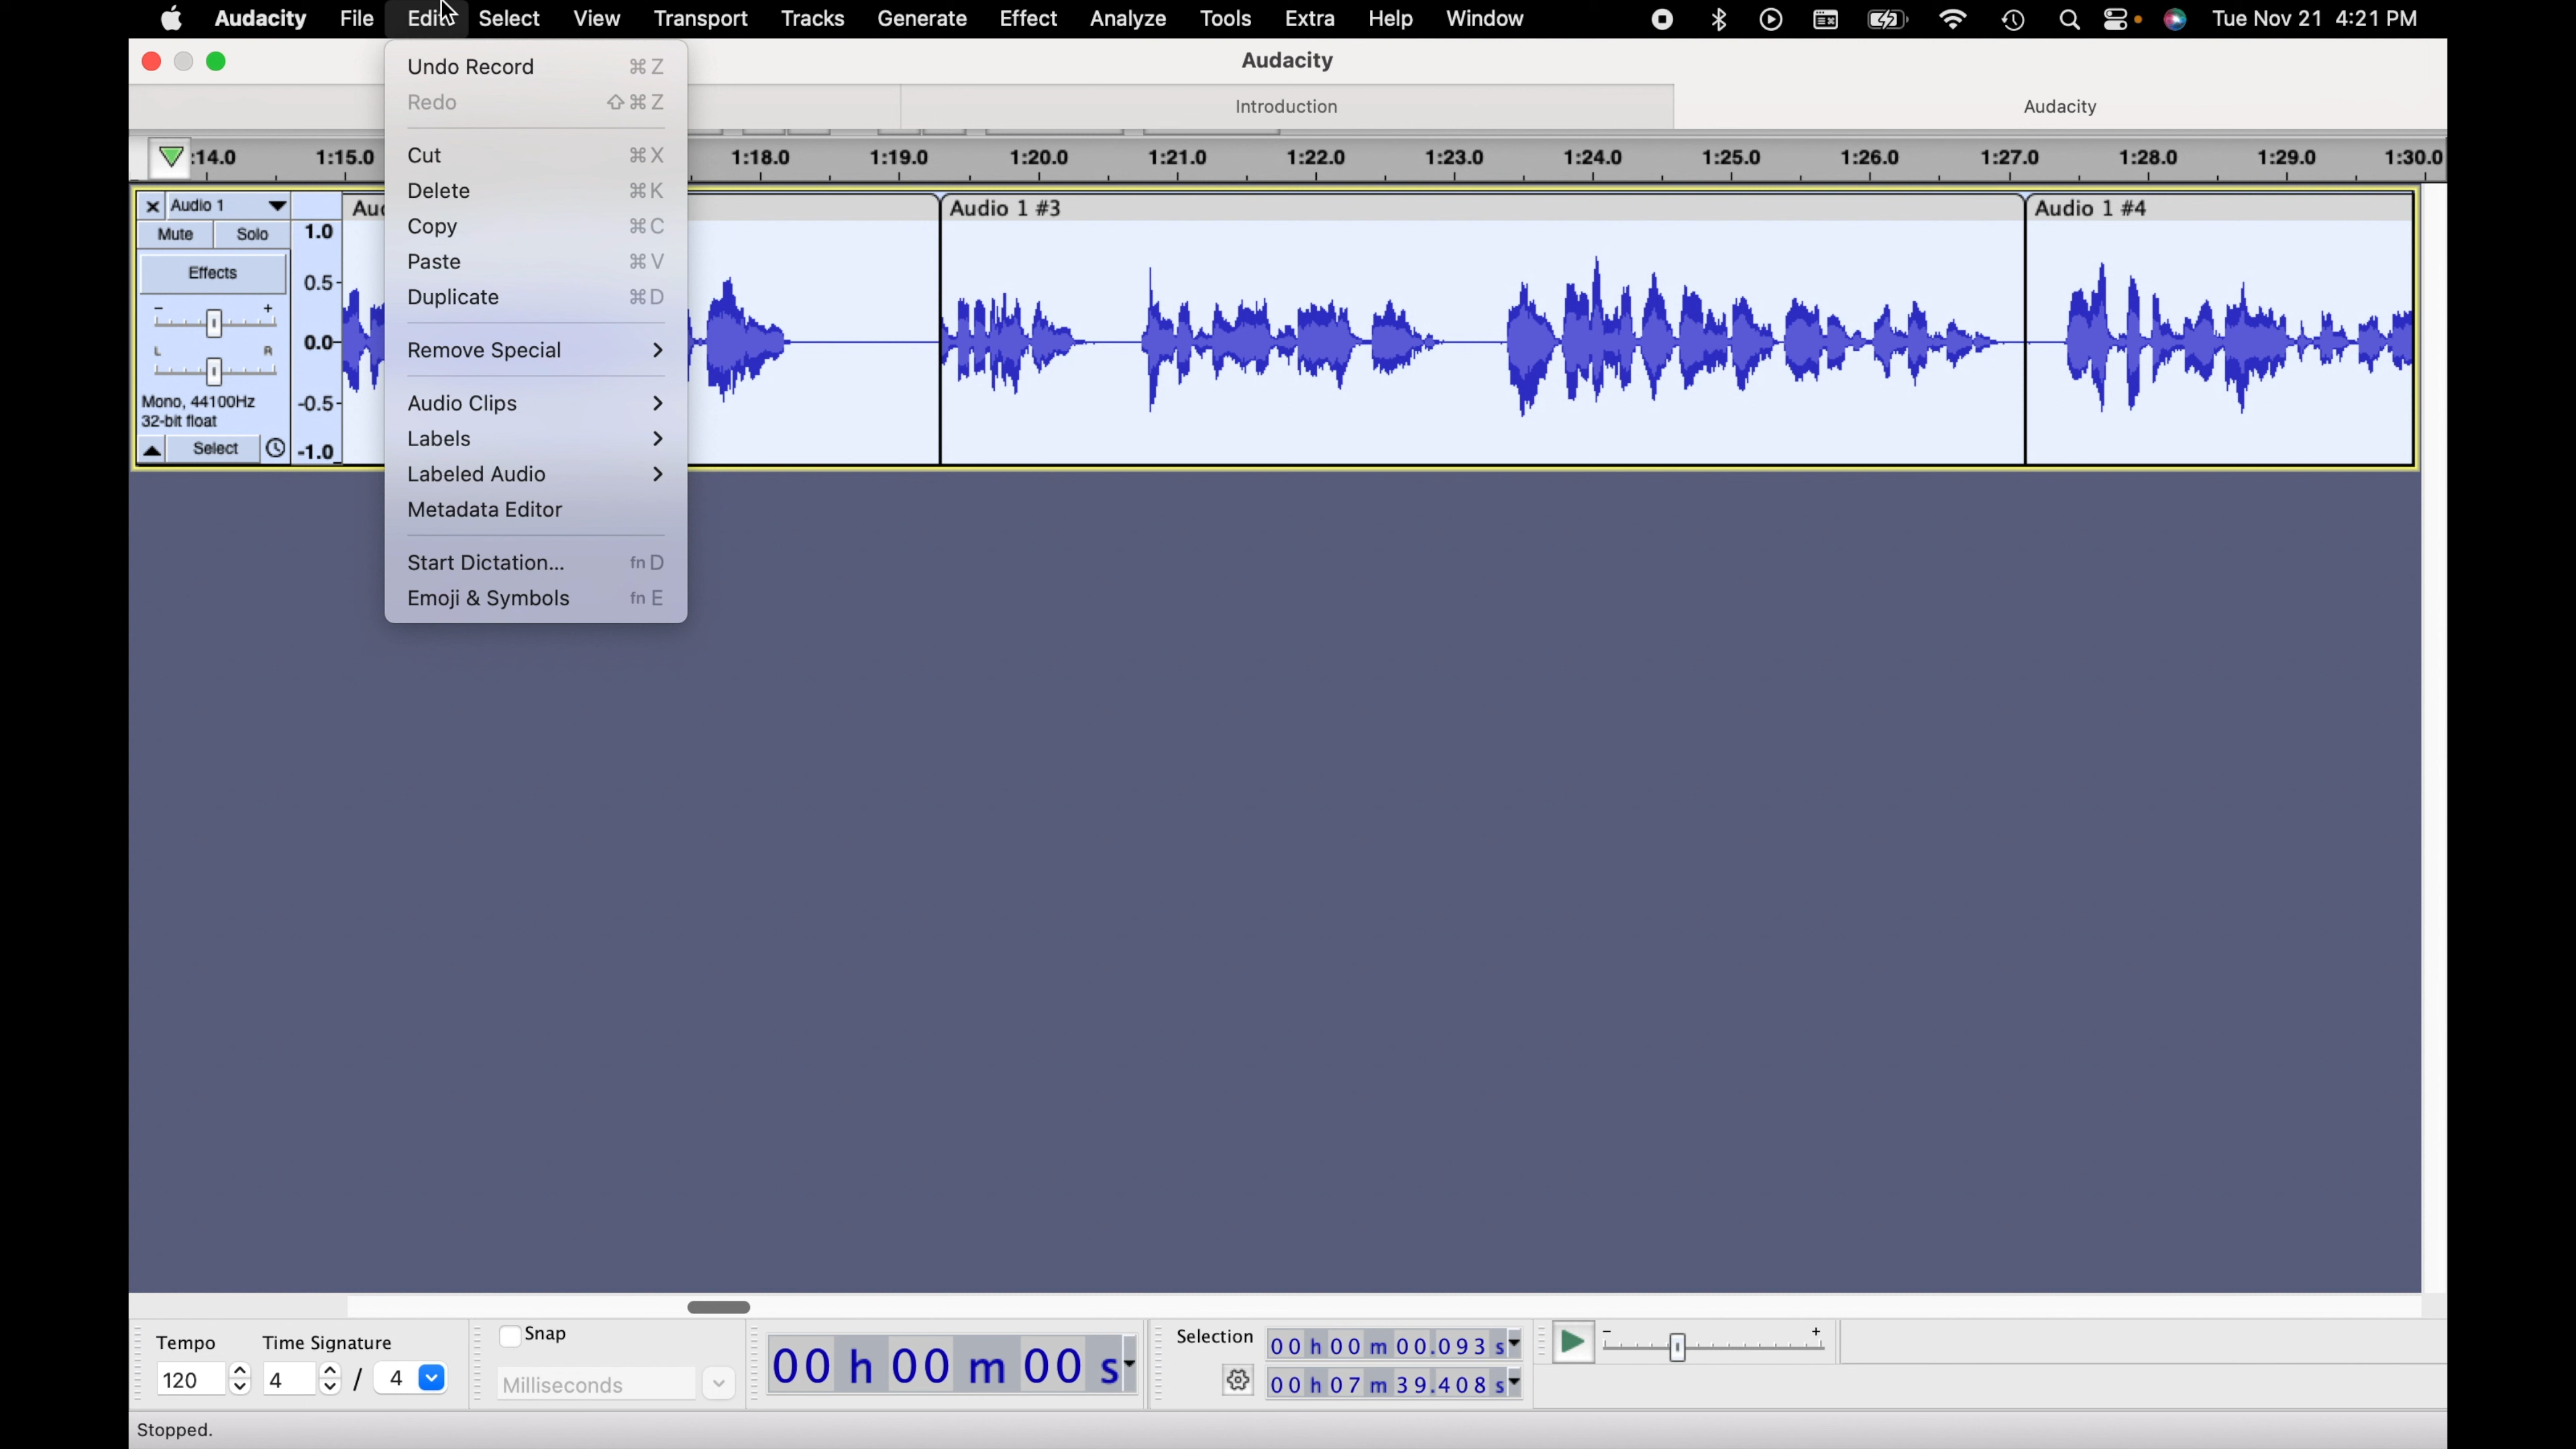 Audacity File Edit Select View Transport Tracks Generate Effect Analyze Tools Extra Help Window Tue Nov 21 4:21 PM
Audacity
Introduction Audacity
Undo Record ⌘ Z
Redo ⇧ ⌘ Z
Cut ⌘ X
Delete ⌘ K
Copy ⌘ C
Paste ⌘ V
Duplicate ⌘ D
Remove Special >
Audio Clips >
Labels >
Labeled Audio >
Metadata Editor
Start Dictation... fn D
Emoji & Symbols fn E
:14.0 1:15.0 1:18.0 1:19.0 1:20.0 1:21.0 1:22.0 1:23.0 1:24.0 1:25.0 1:26.0 1:27.0 1:28.0 1:29.0 1:30.0
Audio 1 Audio 1 #3 Audio 1 #4
Mute Solo 1.0
Effects 0.5
- + 0.0
L R
Mono, 44100Hz -0.5
32-bit float
Select -1.0
Tempo Time Signature Snap
120 4 / 4 Milliseconds
00 h 00 m 00 s
Selection 00 h 00 m 00.093 s
00 h 07 m 39.408 s
- +
Stopped.